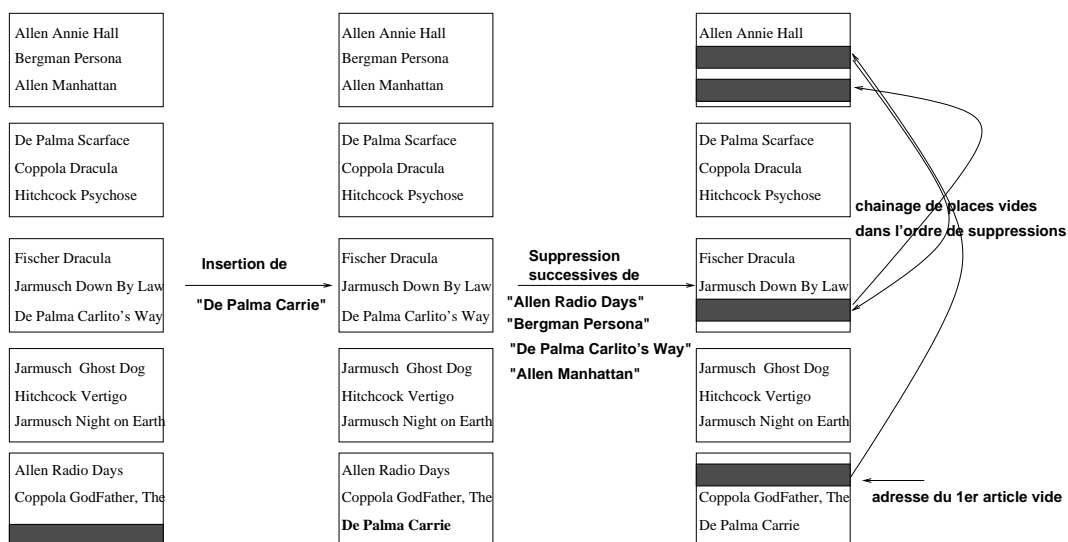 Allen Annie Hall
Bergman Persona
Allen Manhattan
De Palma Scarface
Coppola Dracula
Hitchcock Psychose
Fischer Dracula
Jarmusch Down By Law
De Palma Carlito's Way
Jarmusch Ghost Dog
Hitchcock Vertigo
Jarmusch Night on Earth
Allen Radio Days
Coppola GodFather, The
Insertion de
"De Palma Carrie"
Allen Annie Hall
Bergman Persona
Allen Manhattan
De Palma Scarface
Coppola Dracula
Hitchcock Psychose
Fischer Dracula
Jarmusch Down By Law
De Palma Carlito's Way
Jarmusch Ghost Dog
Hitchcock Vertigo
Jarmusch Night on Earth
Allen Radio Days
Coppola GodFather, The
De Palma Carrie
Suppression
successives de
"Allen Radio Days"
"Bergman Persona"
"De Palma Carlito's Way"
"Allen Manhattan"
Allen Annie Hall
De Palma Scarface
Coppola Dracula
Hitchcock Psychose
Fischer Dracula
Jarmusch Down By Law
Jarmusch Ghost Dog
Hitchcock Vertigo
Jarmusch Night on Earth
Coppola GodFather, The
De Palma Carrie
chainage de places vides
dans l'ordre de suppressions
adresse du 1er article vide